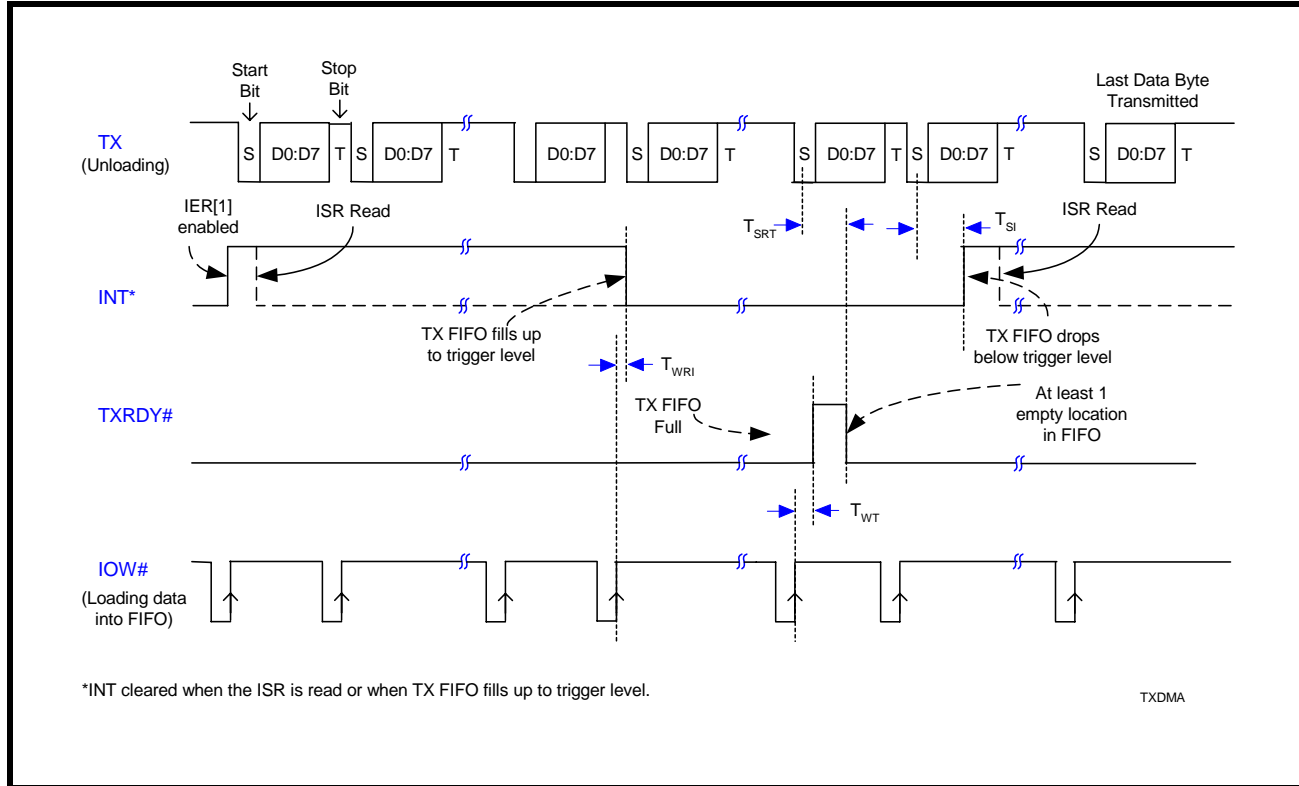 Start
Bit
Stop
Bit
Last Data Byte
Transmitted
TX
(Unloading)
S D0:D7 T S D0:D7 T D0:D7 S D0:D7 T S D0:D7 T S D0:D7 T S D0:D7 T
IER[1]
enabled
ISR Read
TSRT
TSI
ISR Read
INT*
TX FIFO fills up
to trigger level
TX FIFO drops
below trigger level
TWRI
TXRDY#
TX FIFO
Full
At least 1
empty location
in FIFO
TWT
IOW#
(Loading data
into FIFO)
*INT cleared when the ISR is read or when TX FIFO fills up to trigger level.
TXDMA